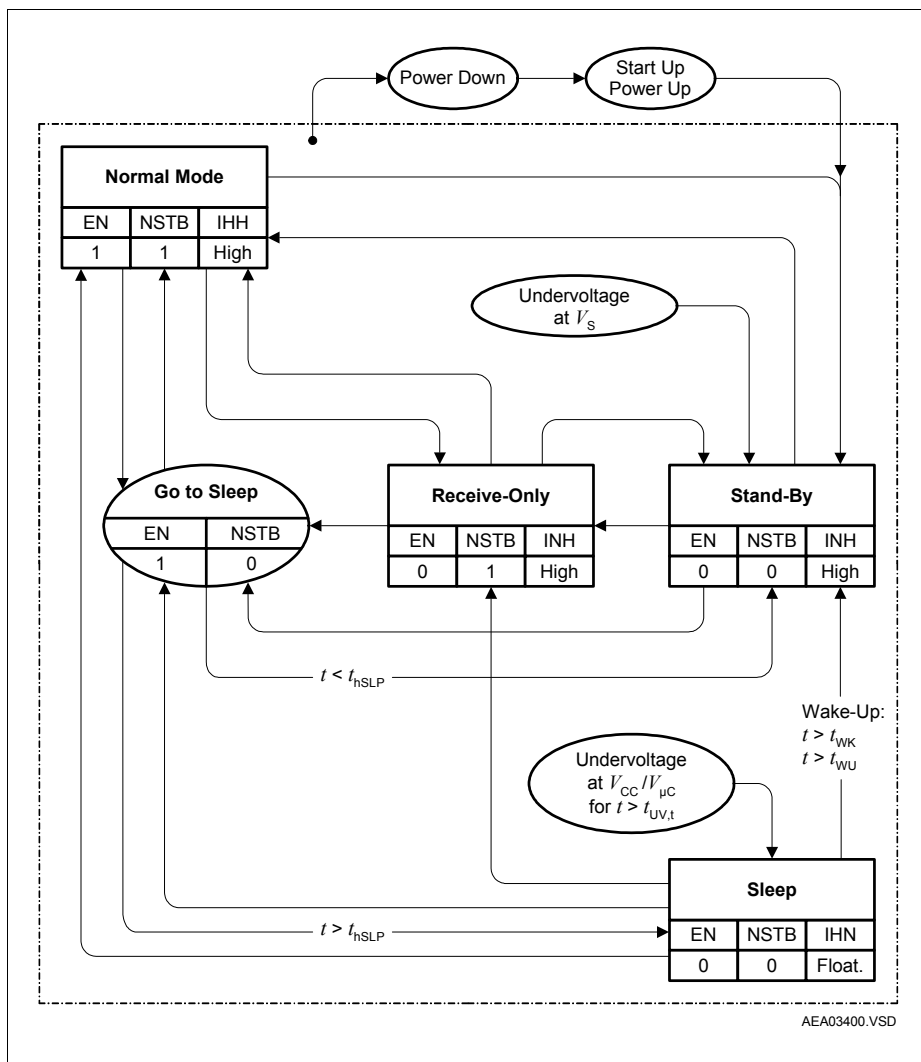 Power Down
Start Up
Power Up
Normal Mode
EN NSTB IHH
1 1 High
Undervoltage
at VS
Go to Sleep
EN NSTB
1 0
Receive-Only
EN NSTB INH
0 1 High
Stand-By
EN NSTB INH
0 0 High
t < thSLP
Wake-Up:
t > tWK
t > tWU
Undervoltage
at VCC/VµC
for t > tUV,t
Sleep
EN NSTB IHN
0 0 Float.
t > thSLP
AEA03400.VSD